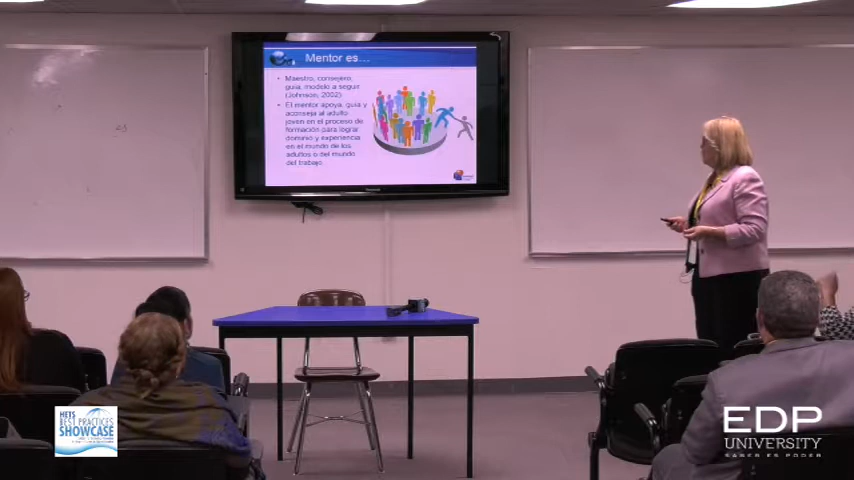 Mentor es...
• Maestro, consejero,
guía, modelo a seguir
(Johnson, 2002)
• El mentor apoya, guía y
aconseja al adulto
joven en el proceso de
formación para lograr
dominio y experiencia
en el mundo de los
adultos o del mundo
del trabajo
HETS
BEST PRACTICES
SHOWCASE
EDP
UNIVERSITY
SABER ES PODER